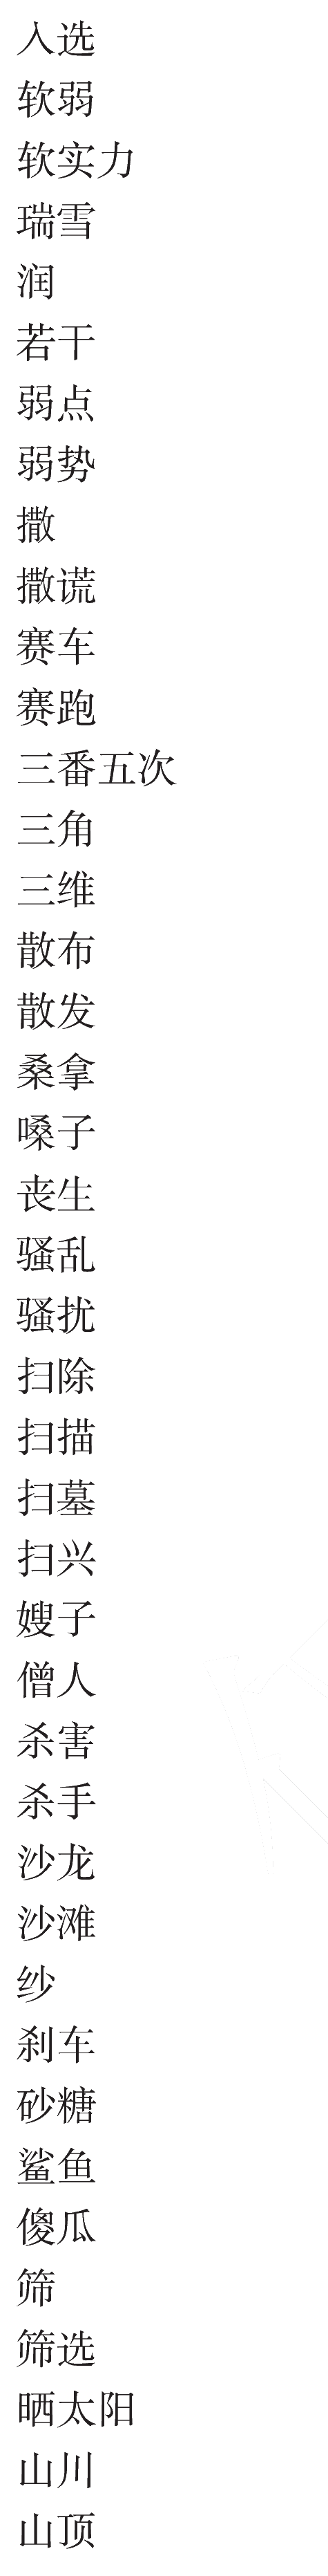 入选
软弱
软实力
瑞雪
润
若干
弱点
弱势
撒
撒谎
赛车
赛跑
三番五次
三角
三维
散布
散发
桑拿
嗓子
丧生
骚乱
骚扰
扫除
扫描
扫墓
扫兴
嫂子
僧人
杀害
杀手
沙龙
沙滩
纱
刹车
砂糖
鲨鱼
傻瓜
筛
筛选
晒太阳
山川
山顶